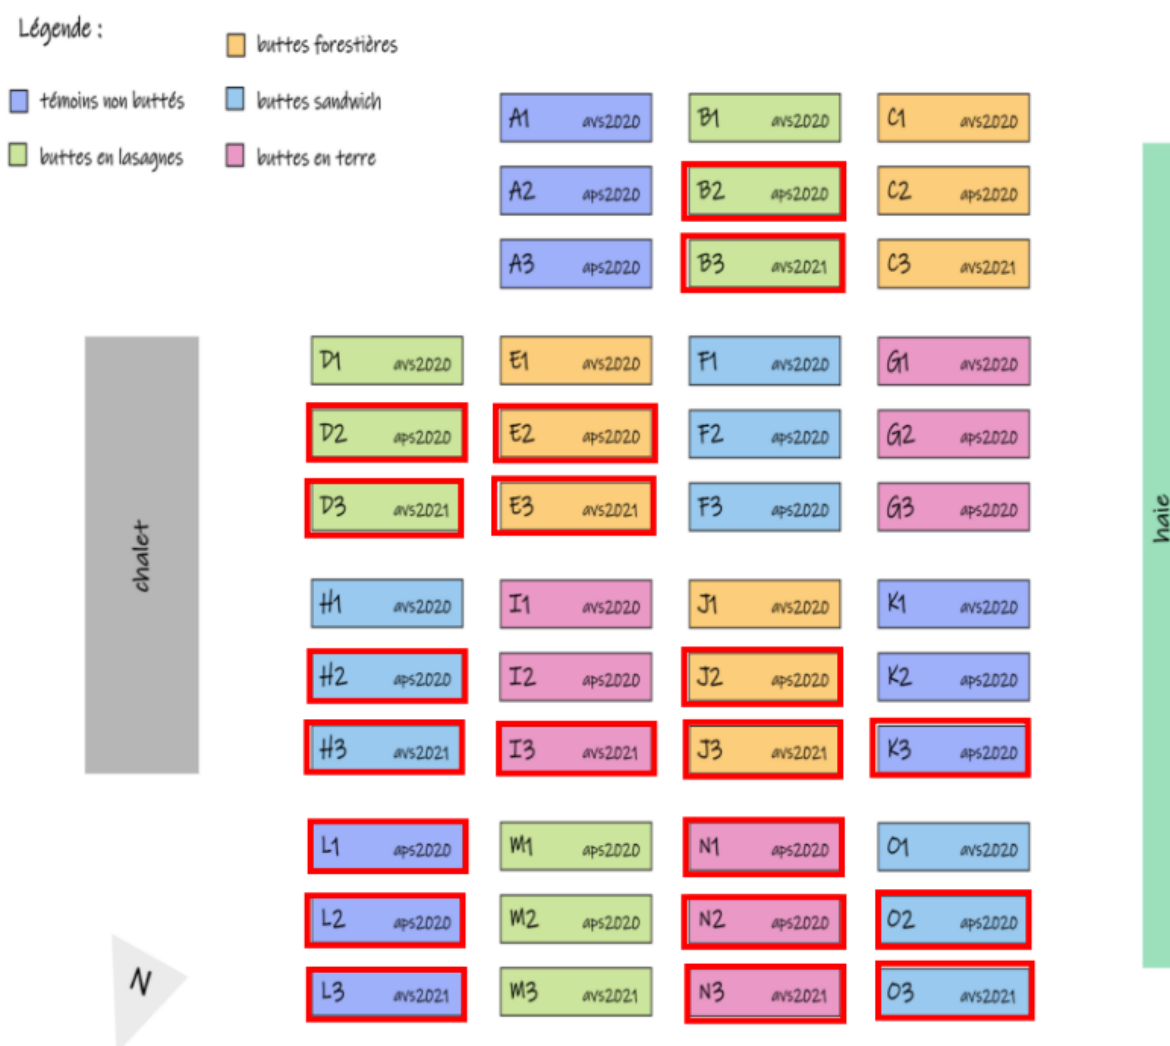 Légende :
buttes forestières
témoins non buttés
buttes sandwich
buttes en lasagnes
buttes en terre
A1 avs2020
B1 avs2020
C1 avs2020
A2 aps2020
B2 aps2020
C2 aps2020
A3 aps2020
B3 avs2021
C3 avs2021
D1 avs2020
E1 avs2020
F1 avs2020
G1 avs2020
D2 aps2020
E2 aps2020
F2 aps2020
G2 aps2020
D3 avs2021
E3 avs2021
F3 aps2020
G3 aps2020
chalet
haie
H1 avs2020
I1 avs2020
J1 avs2020
K1 avs2020
H2 aps2020
I2 aps2020
J2 aps2020
K2 aps2020
H3 avs2021
I3 avs2021
J3 avs2021
K3 aps2020
L1 aps2020
M1 aps2020
N1 aps2020
O1 avs2020
L2 aps2020
M2 aps2020
N2 aps2020
O2 aps2020
L3 avs2021
M3 avs2021
N3 avs2021
O3 avs2021
N